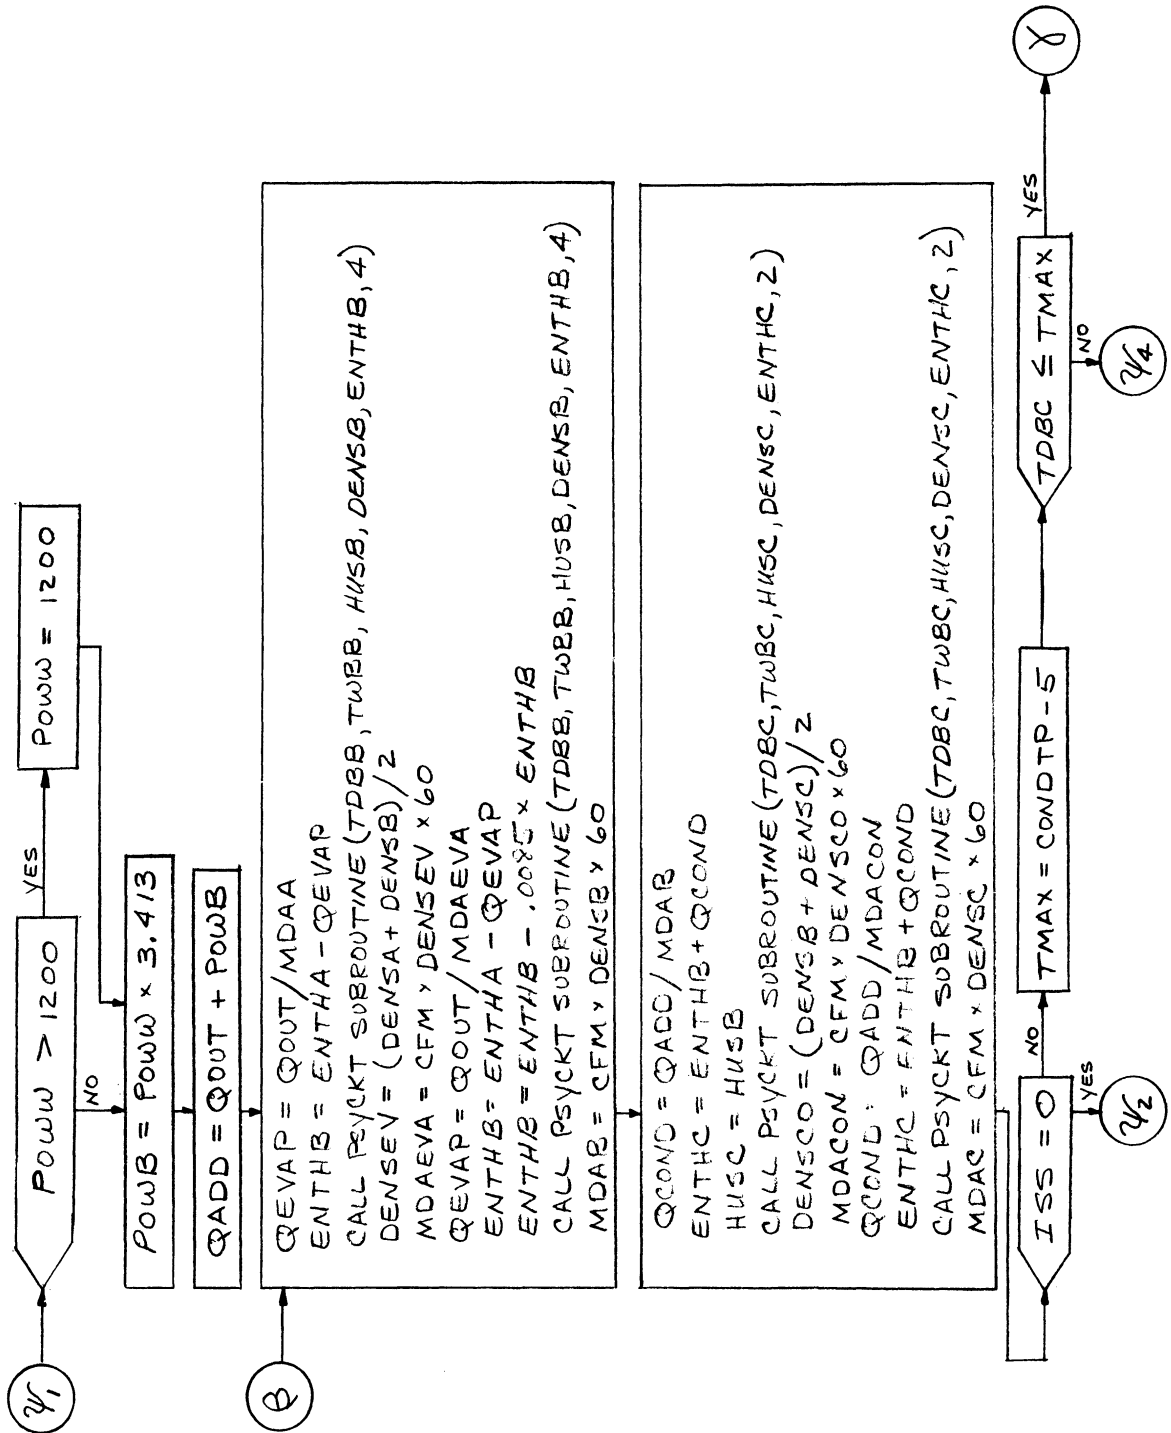 ψ1
POWW > 1200
YES
POWW = 1200
NO
POWB = POWW × 3.413
QADD = QOUT + POWB
β
QEVAP = QOUT/MDAA
ENTHB = ENTHA - QEVAP
CALL PSYCKT SUBROUTINE (TDBB, TWBB, HUSB, DENSB, ENTHB, 4)
DENSEV = (DENSA + DENSB)/2
MDAEVA = CFM × DENSEV × 60
QEVAP = QOUT/MDAEVA
ENTHB = ENTHA - QEVAP
ENTHB = ENTHB - .0085 × ENTHB
CALL PSYCKT SUBROUTINE (TDBB, TWBB, HUSB, DENSB, ENTHB, 4)
MDAB = CFM × DENSB × 60
QCOND = QADD/MDAB
ENTHC = ENTHB + QCOND
HUSC = HUSB
CALL PSYCKT SUBROUTINE (TDBC, TWBC, HUSC, DENSC, ENTHC, 2)
DENSCO = (DENSB + DENSC)/2
MDACON = CFM × DENSCO × 60
QCOND = QADD/MDACON
ENTHC = ENTHB + QCOND
CALL PSYCKT SUBROUTINE (TDBC, TWBC, HUSC, DENSC, ENTHC, 2)
MDAC = CFM × DENSC × 60
ISS = 0
NO
YES
ψ2
TMAX = CONDTP - 5
TDBC ≤ TMAX
YES
NO
ψ4
γ